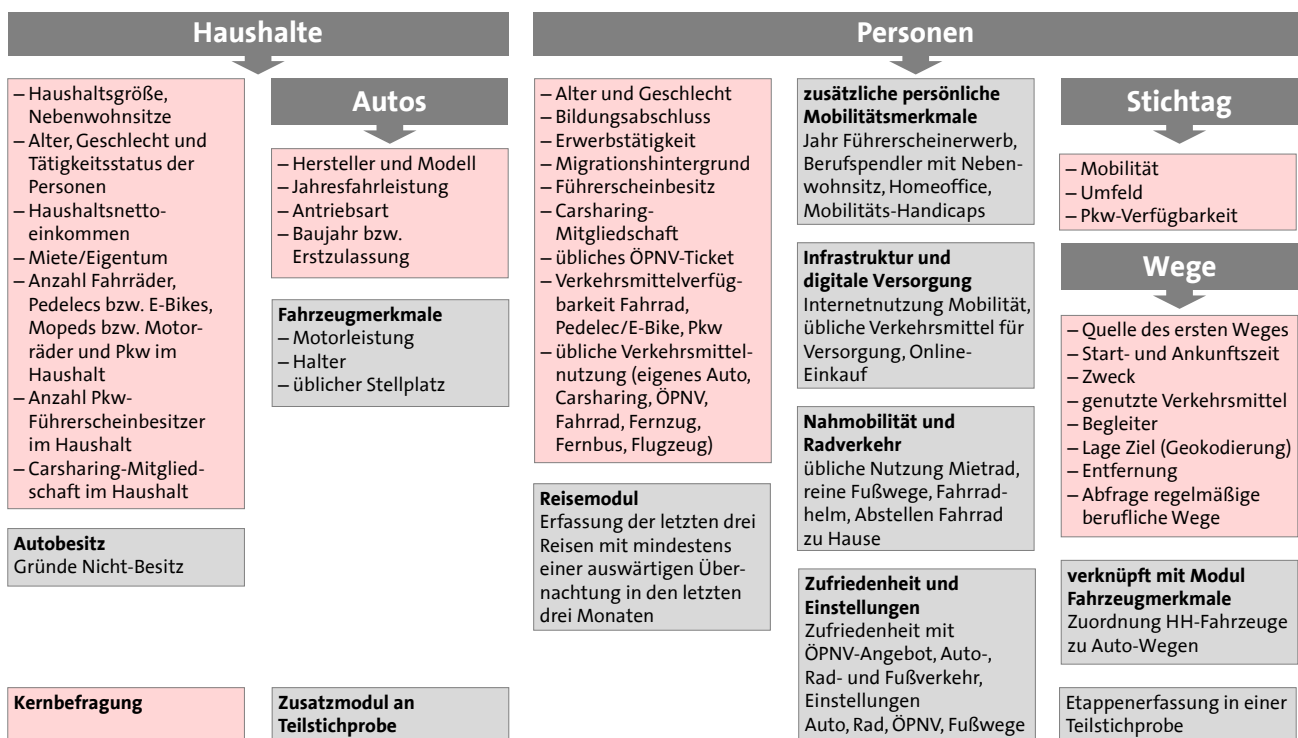 Haushalte
– Haushaltsgröße,
Nebenwohnsitze
– Alter, Geschlecht und
Tätigkeitsstatus der
Personen
– Haushaltsnetto-
einkommen
– Miete/Eigentum
– Anzahl Fahrräder,
Pedelecs bzw. E-Bikes,
Mopeds bzw. Motor-
räder und Pkw im
Haushalt
– Anzahl Pkw-
Führerscheinbesitzer
im Haushalt
– Carsharing-Mitglied-
schaft im Haushalt
Autobesitz
Gründe Nicht-Besitz
Kernbefragung
Autos
– Hersteller und Modell
– Jahresfahrleistung
– Antriebsart
– Baujahr bzw.
Erstzulassung
Fahrzeugmerkmale
– Motorleistung
– Halter
– üblicher Stellplatz
Zusatzmodul an
Teilstichprobe
Personen
– Alter und Geschlecht
– Bildungsabschluss
– Erwerbstätigkeit
– Migrationshintergrund
– Führerscheinbesitz
– Carsharing-
Mitgliedschaft
– übliches ÖPNV-Ticket
– Verkehrsmittelverfüg-
barkeit Fahrrad,
Pedelec/E-Bike, Pkw
– übliche Verkehrsmittel-
nutzung (eigenes Auto,
Carsharing, ÖPNV,
Fahrrad, Fernzug,
Fernbus, Flugzeug)
Reisemodul
Erfassung der letzten drei
Reisen mit mindestens
einer auswärtigen Über-
nachtung in den letzten
drei Monaten
zusätzliche persönliche
Mobilitätsmerkmale
Jahr Führerscheinerwerb,
Berufspendler mit Neben-
wohnsitz, Homeoffice,
Mobilitäts-Handicaps
Infrastruktur und
digitale Versorgung
Internetnutzung Mobilität,
übliche Verkehrsmittel für
Versorgung, Online-
Einkauf
Nahmobilität und
Radverkehr
übliche Nutzung Mietrad,
reine Fußwege, Fahrrad-
helm, Abstellen Fahrrad
zu Hause
Zufriedenheit und
Einstellungen
Zufriedenheit mit
ÖPNV-Angebot, Auto-,
Rad- und Fußverkehr,
Einstellungen
Auto, Rad, ÖPNV, Fußwege
Stichtag
– Mobilität
– Umfeld
– Pkw-Verfügbarkeit
Wege
– Quelle des ersten Weges
– Start- und Ankunftszeit
– Zweck
– genutzte Verkehrsmittel
– Begleiter
– Lage Ziel (Geokodierung)
– Entfernung
– Abfrage regelmäßige
berufliche Wege
verknüpft mit Modul
Fahrzeugmerkmale
Zuordnung HH-Fahrzeuge
zu Auto-Wegen
Etappenerfassung in einer
Teilstichprobe